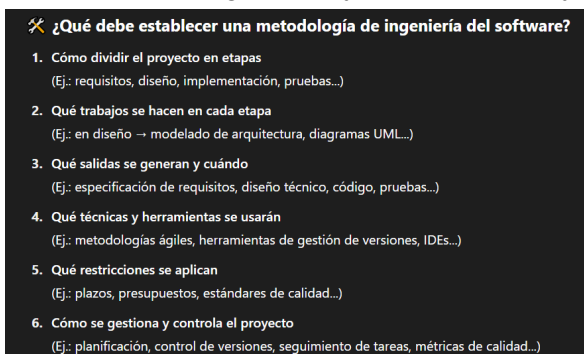 🛠 ¿Qué debe establecer una metodología de ingeniería del software?
1. Cómo dividir el proyecto en etapas
(Ej.: requisitos, diseño, implementación, pruebas...)
2. Qué trabajos se hacen en cada etapa
(Ej.: en diseño → modelado de arquitectura, diagramas UML...)
3. Qué salidas se generan y cuándo
(Ej.: especificación de requisitos, diseño técnico, código, pruebas...)
4. Qué técnicas y herramientas se usarán
(Ej.: metodologías ágiles, herramientas de gestión de versiones, IDEs...)
5. Qué restricciones se aplican
(Ej.: plazos, presupuestos, estándares de calidad...)
6. Cómo se gestiona y controla el proyecto
(Ej.: planificación, control de versiones, seguimiento de tareas, métricas de calidad...)